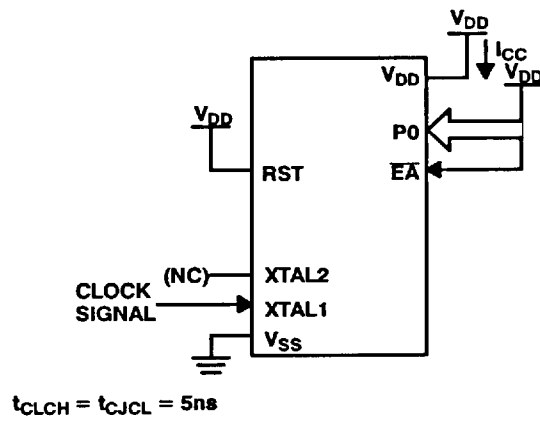 VDD
ICC
VDD
VDD
VDD
P0
RST
EA
(NC)
XTAL2
CLOCK
SIGNAL
XTAL1
VSS
tCLCH = tCJCL = 5ns